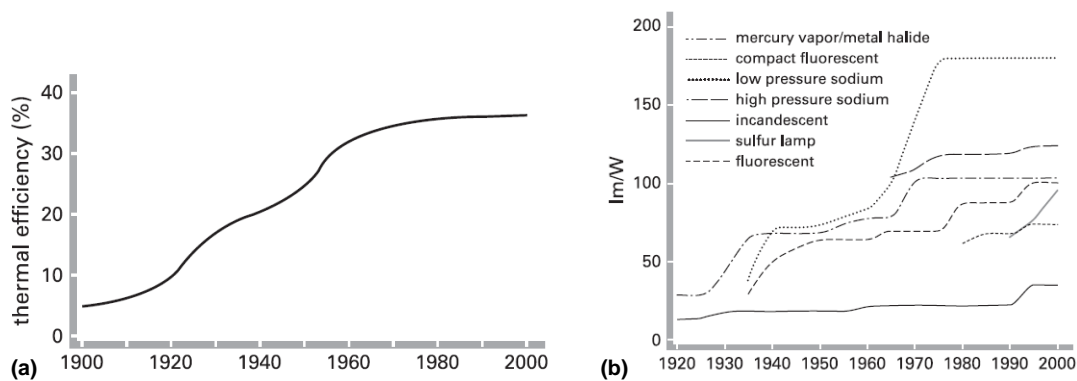 thermal efficiency (%)
40
30
20
10
0
1900 1920 1940 1960 1980 2000
(a)
lm/W
200
150
100
50
0
mercury vapor/metal halide
compact fluorescent
low pressure sodium
high pressure sodium
incandescent
sulfur lamp
fluorescent
1920 1930 1940 1950 1960 1970 1980 1990 2000
(b)